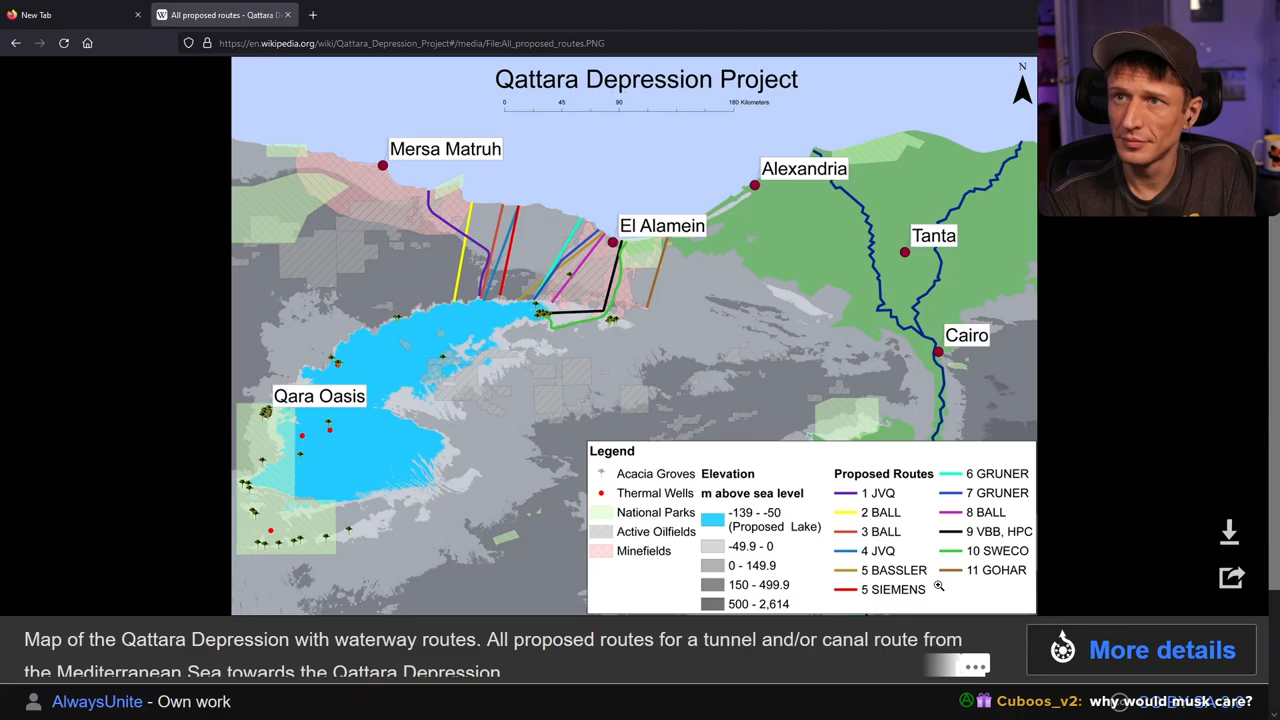 New Tab
All proposed routes - Qattara D
https://en.wikipedia.org/wiki/Qattara_Depression_Project#/media/File:All_proposed_routes.PNG
Qattara Depression Project
0 45 90 180 Kilometers
N
Mersa Matruh
Alexandria
El Alamein
Tanta
Cairo
Qara Oasis
Legend
Acacia Groves
Thermal Wells
National Parks
Active Oilfields
Minefields
Elevation
m above sea level
-139 - -50
(Proposed Lake)
-49.9 - 0
0 - 149.9
150 - 499.9
500 - 2,614
Proposed Routes
1 JVQ
2 BALL
3 BALL
4 JVQ
5 BASSLER
5 SIEMENS
6 GRUNER
7 GRUNER
8 BALL
9 VBB, HPC
10 SWECO
11 GOHAR
Map of the Qattara Depression with waterway routes. All proposed routes for a tunnel and/or canal route from
the Mediterranean Sea towards the Qattara Depression
...
More details
AlwaysUnite - Own work
Cuboos_v2: why would musk care?